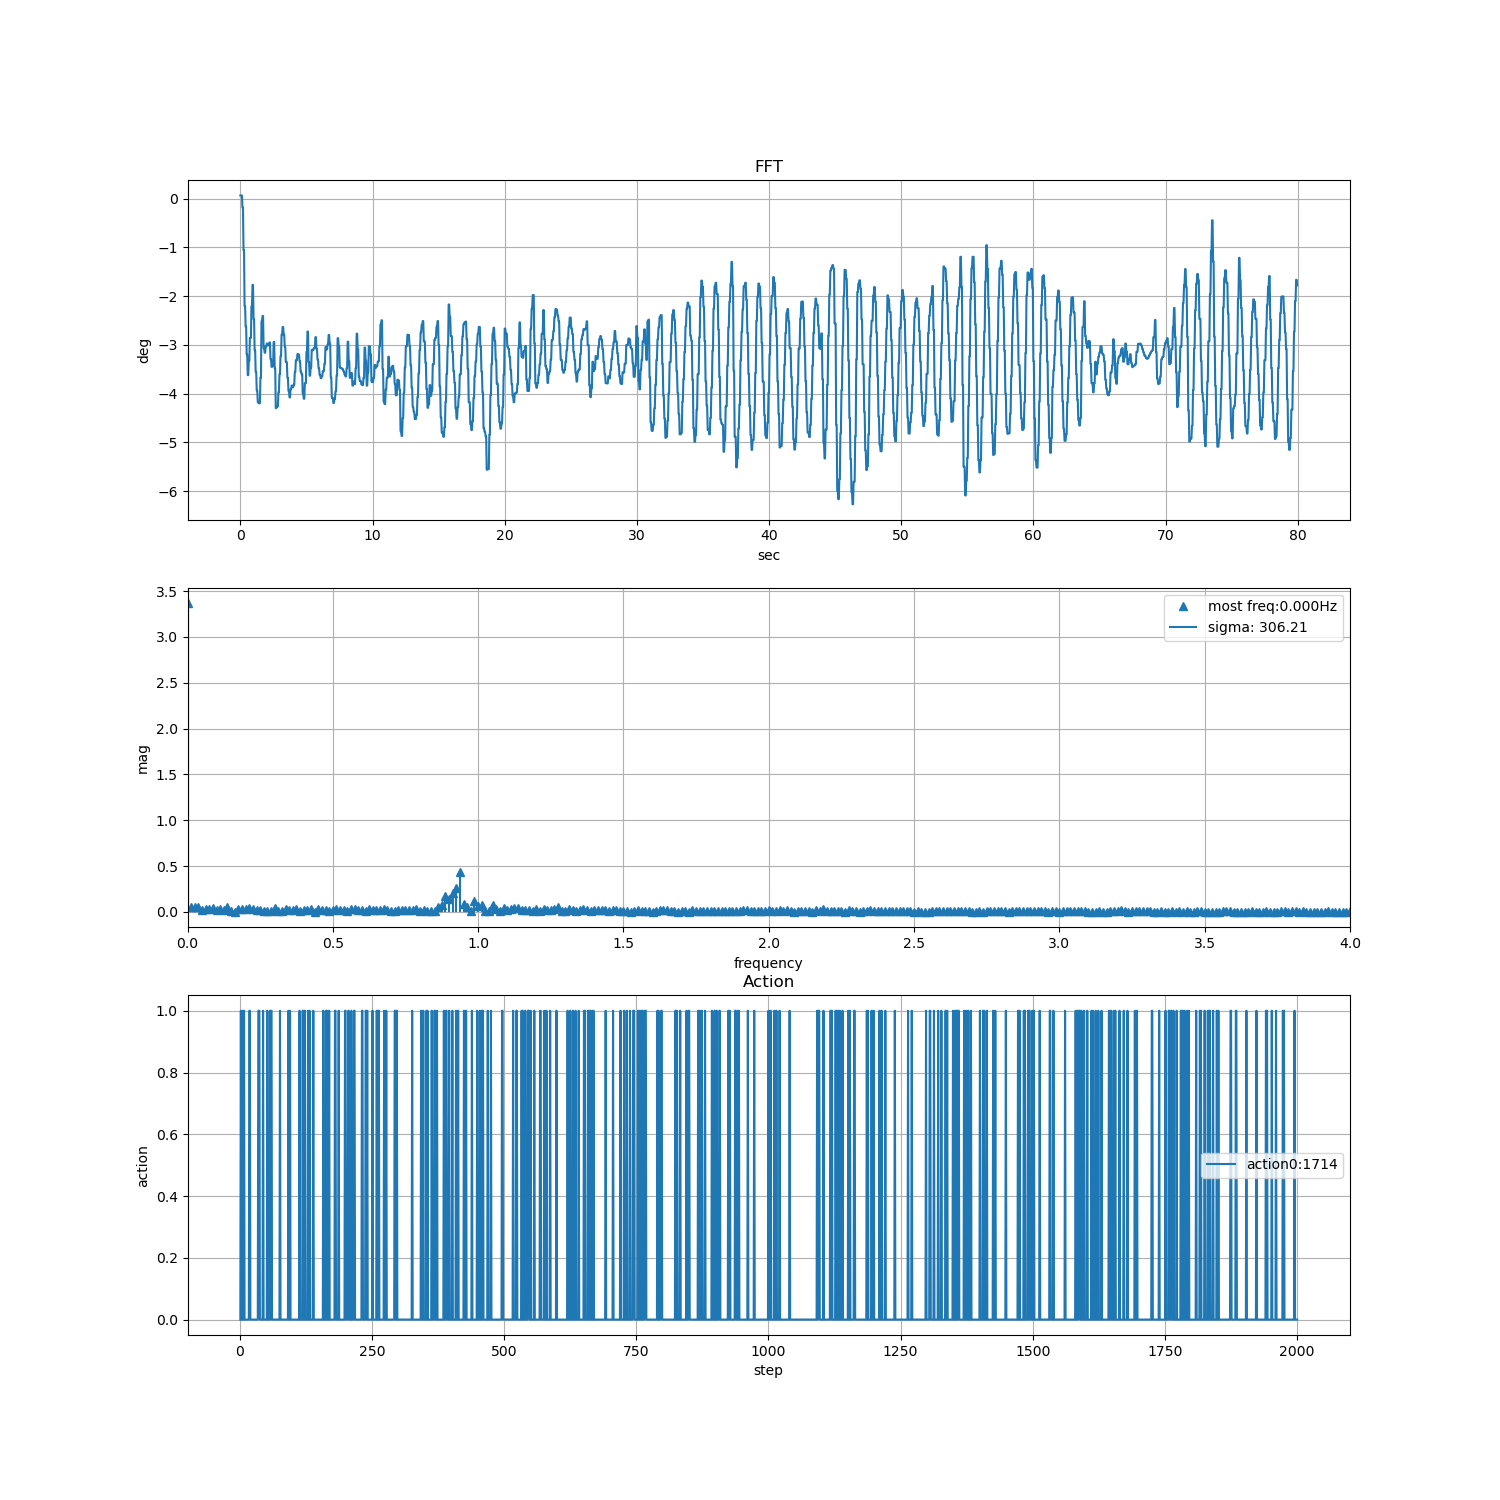 FFT
0
−1
−2
−3
−4
−5
−6
deg
0 10 20 30 40 50 60 70 80
sec
3.5
3.0
2.5
2.0
1.5
1.0
0.5
0.0
mag
most freq:0.000Hz
sigma: 306.21
0.0 0.5 1.0 1.5 2.0 2.5 3.0 3.5 4.0
frequency
Action
1.0
0.8
0.6
0.4
0.2
0.0
action
action0:1714
0 250 500 750 1000 1250 1500 1750 2000
step